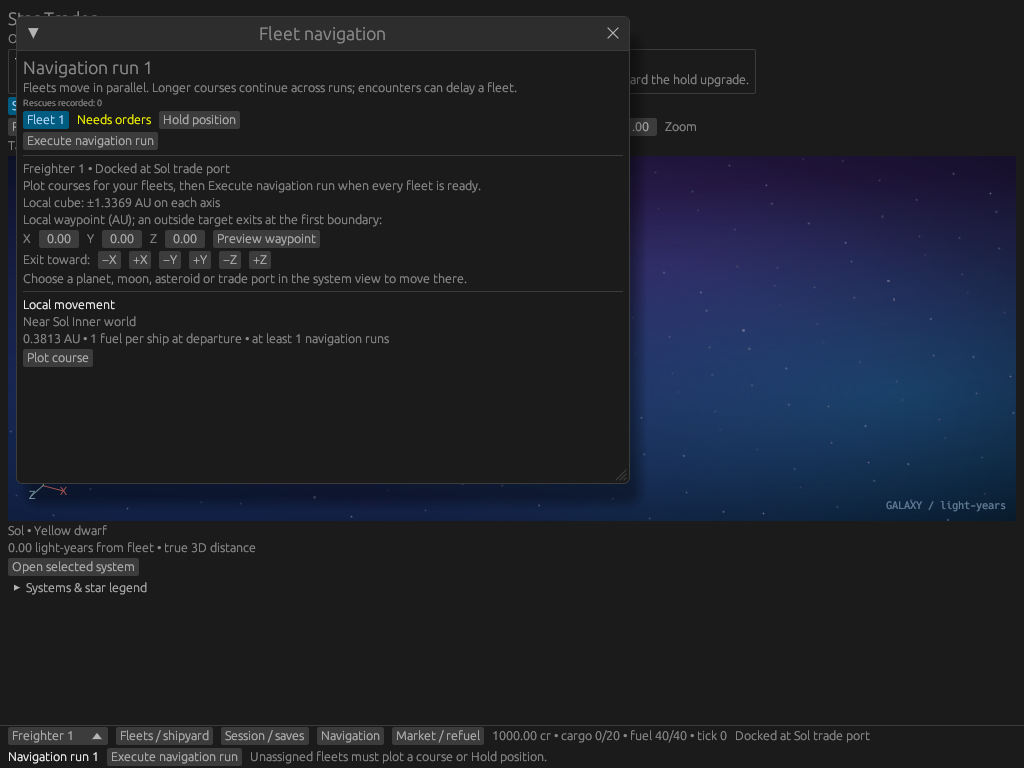 Fleet navigation
Navigation run 1
Fleets move in parallel. Longer courses continue across runs; encounters can delay a fleet.
Rescues recorded: 0
Fleet 1 Needs orders Hold position
Execute navigation run
Freighter 1 • Docked at Sol trade port
Plot courses for your fleets, then Execute navigation run when every fleet is ready.
Local cube: ±1.3369 AU on each axis
Local waypoint (AU); an outside target exits at the first boundary:
X 0.00 Y 0.00 Z 0.00 Preview waypoint
Exit toward: −X +X −Y +Y −Z +Z
Choose a planet, moon, asteroid or trade port in the system view to move there.
Local movement
Near Sol Inner world
0.3813 AU • 1 fuel per ship at departure • at least 1 navigation runs
Plot course
ard the hold upgrade.
.00 Zoom
Z X
GALAXY / light-years
Sol • Yellow dwarf
0.00 light-years from fleet • true 3D distance
Open selected system
Systems & star legend
Freighter 1 Fleets / shipyard Session / saves Navigation Market / refuel 1000.00 cr • cargo 0/20 • fuel 40/40 • tick 0 Docked at Sol trade port
Navigation run 1 Execute navigation run Unassigned fleets must plot a course or Hold position.